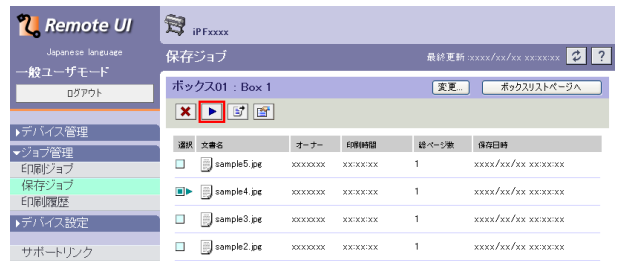 Remote UI
Japanese language
一般ユーザモード
ログアウト
▶デバイス管理
▼ジョブ管理
印刷ジョブ
保存ジョブ
印刷履歴
▶デバイス設定
サポートリンク
iPFxxxx
保存ジョブ
最終更新 :xxxx/xx/xx xx:xx:xx
?
ボックス01 : Box 1
変更...
ボックスリストページへ
選択 文書名 オーナー 印刷時間 総ページ数 保存日時
sample5.jpg xxxxxxx xx:xx:xx 1 xxxx/xx/xx xx:xx:xx
sample4.jpg xxxxxxx xx:xx:xx 1 xxxx/xx/xx xx:xx:xx
sample3.jpg xxxxxxx xx:xx:xx 1 xxxx/xx/xx xx:xx:xx
sample2.jpg xxxxxxx xx:xx:xx 1 xxxx/xx/xx xx:xx:xx